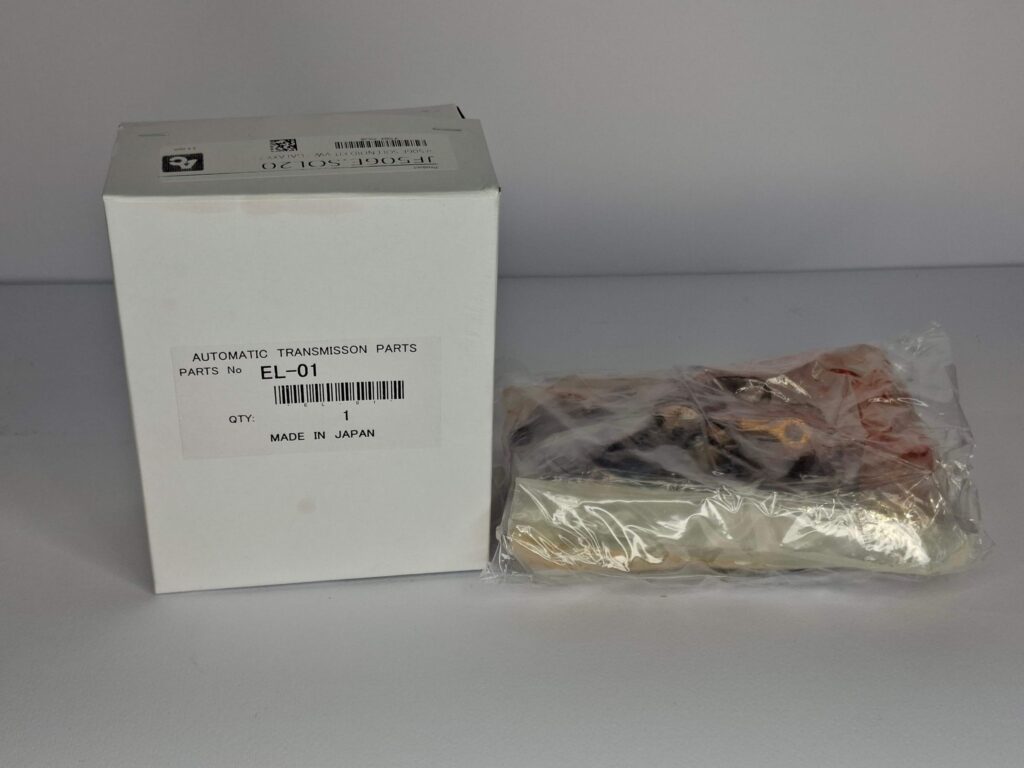 JF506E.SOL20
AUTOMATIC TRANSMISSON PARTS
PARTS No EL-01
QTY: 1
MADE IN JAPAN